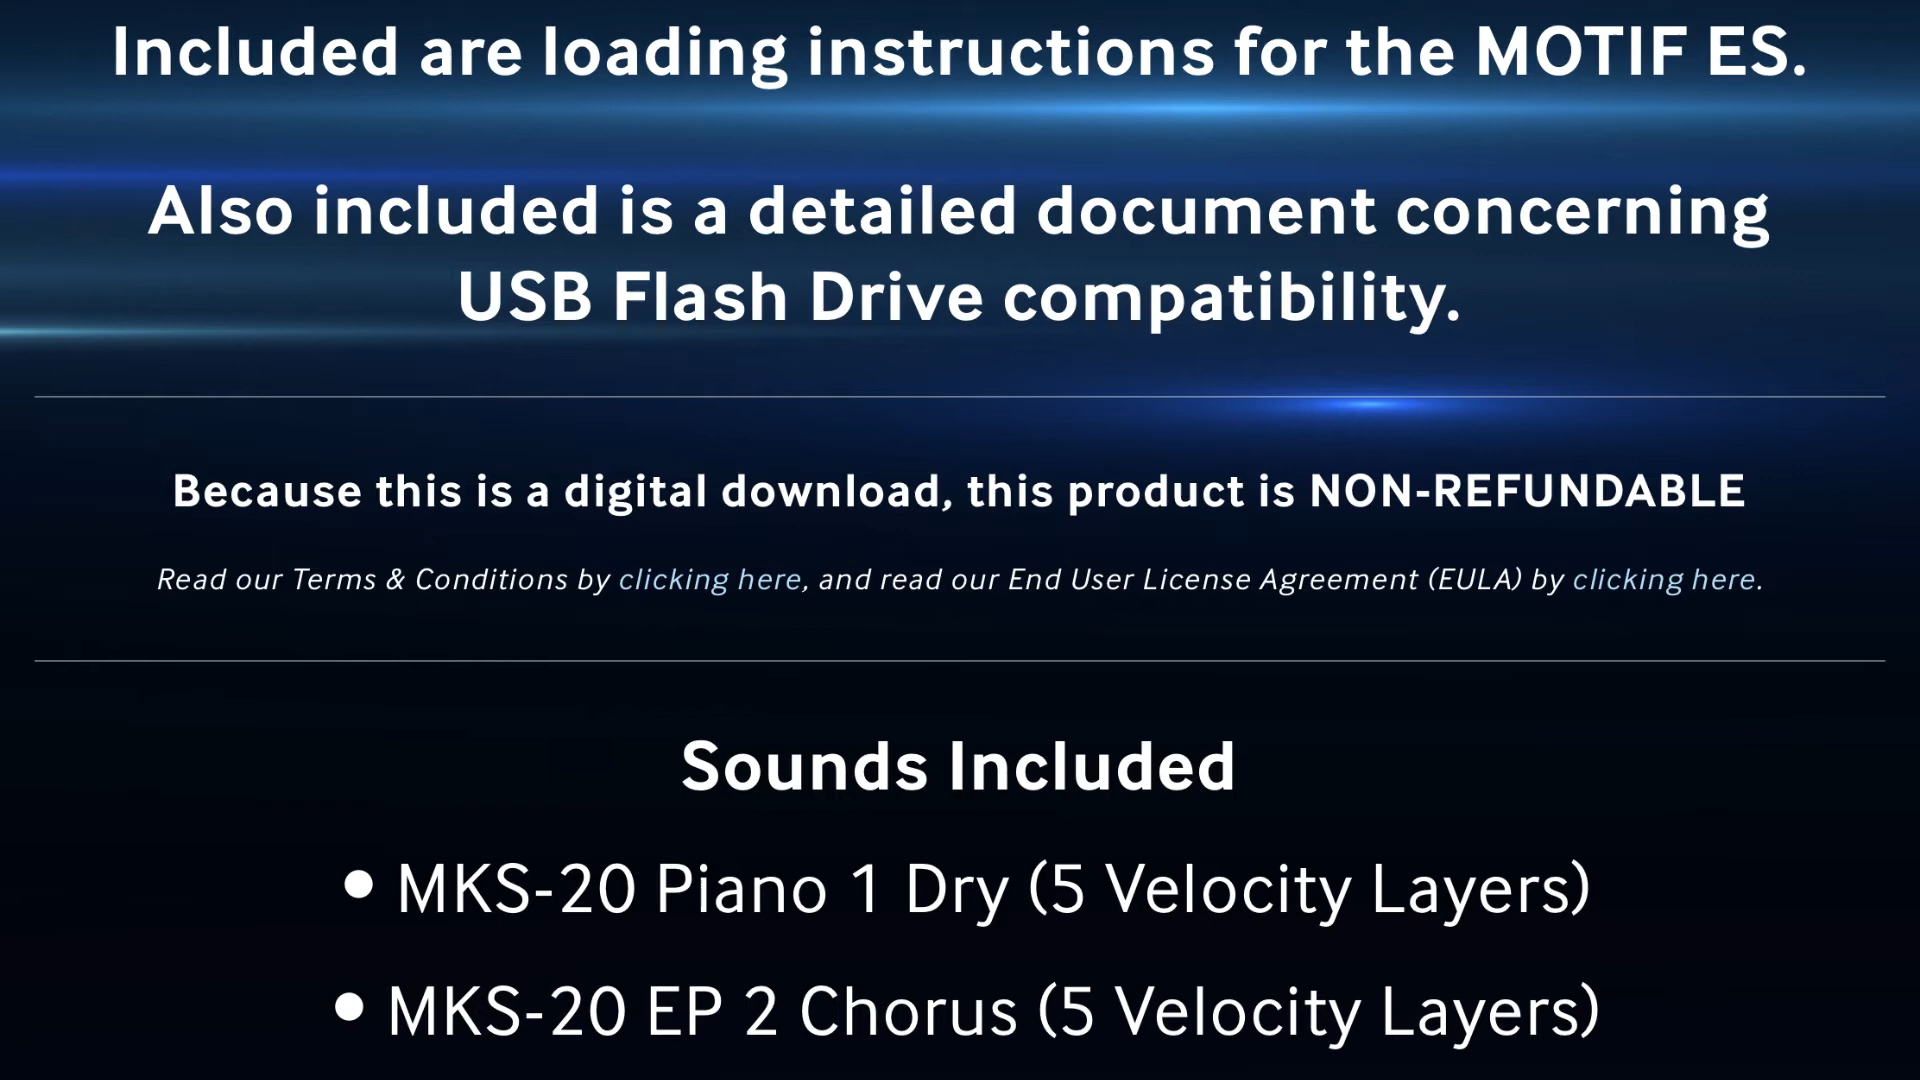 Included are loading instructions for the MOTIF ES.
Also included is a detailed document concerning
USB Flash Drive compatibility.
Because this is a digital download, this product is NON-REFUNDABLE
Read our Terms & Conditions by clicking here, and read our End User License Agreement (EULA) by clicking here.
Sounds Included
• MKS-20 Piano 1 Dry (5 Velocity Layers)
• MKS-20 EP 2 Chorus (5 Velocity Layers)